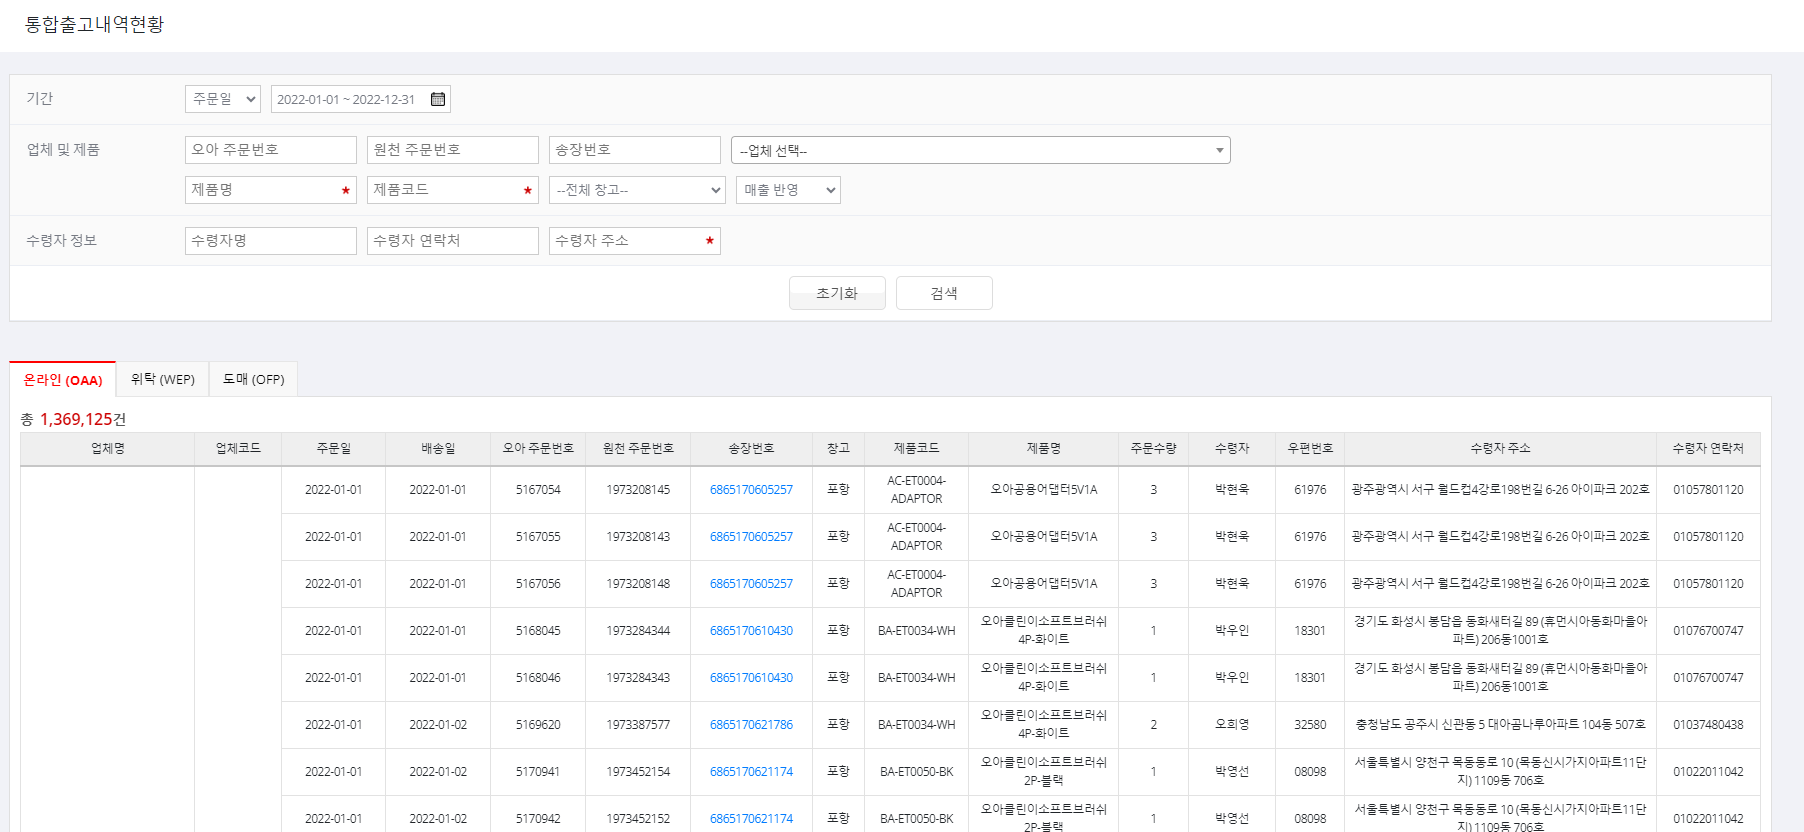 통합출고내역현황
기간 주문일 2022-01-01 ~ 2022-12-31
업체 및 제품 오아 주문번호 원천 주문번호 송장번호 --업체 선택--
제품명 ★ 제품코드 ★ --전체 창고-- 매출 반영
수령자 정보 수령자명 수령자 연락처 수령자 주소 ★
초기화 검색
온라인 (OAA) 위탁 (WEP) 도매 (OFP)
총 1,369,125건
업체명 업체코드 주문일 배송일 오아 주문번호 원천 주문번호 송장번호 창고 제품코드 제품명 주문수량 수령자 우편번호 수령자 주소 수령자 연락처
2022-01-01 2022-01-01 5167054 1973208145 6865170605257 포항 AC-ET0004-ADAPTOR 오아공용어댑터5V1A 3 박현욱 61976 광주광역시 서구 월드컵4강로198번길 6-26 아이파크 202호 01057801120
2022-01-01 2022-01-01 5167055 1973208143 6865170605257 포항 AC-ET0004-ADAPTOR 오아공용어댑터5V1A 3 박현욱 61976 광주광역시 서구 월드컵4강로198번길 6-26 아이파크 202호 01057801120
2022-01-01 2022-01-01 5167056 1973208148 6865170605257 포항 AC-ET0004-ADAPTOR 오아공용어댑터5V1A 3 박현욱 61976 광주광역시 서구 월드컵4강로198번길 6-26 아이파크 202호 01057801120
2022-01-01 2022-01-01 5168045 1973284344 6865170610430 포항 BA-ET0034-WH 오아클린이소프트브러쉬4P-화이트 1 박우인 18301 경기도 화성시 봉담읍 동화새터길 89 (휴먼시아동화마을아파트) 206동1001호 01076700747
2022-01-01 2022-01-01 5168046 1973284343 6865170610430 포항 BA-ET0034-WH 오아클린이소프트브러쉬4P-화이트 1 박우인 18301 경기도 화성시 봉담읍 동화새터길 89 (휴먼시아동화마을아파트) 206동1001호 01076700747
2022-01-01 2022-01-02 5169620 1973387577 6865170621786 포항 BA-ET0034-WH 오아클린이소프트브러쉬4P-화이트 2 오희영 32580 충청남도 공주시 신관동 5 대아곰나루아파트 104동 507호 01037480438
2022-01-01 2022-01-02 5170941 1973452154 6865170621174 포항 BA-ET0050-BK 오아클린이소프트브러쉬2P-블랙 1 박영선 08098 서울특별시 양천구 목동동로 10 (목동신시가지아파트11단지) 1109동 706호 01022011042
2022-01-01 2022-01-02 5170942 1973452152 6865170621174 포항 BA-ET0050-BK 오아클린이소프트브러쉬2P-블랙 1 박영선 08098 서울특별시 양천구 목동동로 10 (목동신시가지아파트11단지) 1109동 706호 01022011042